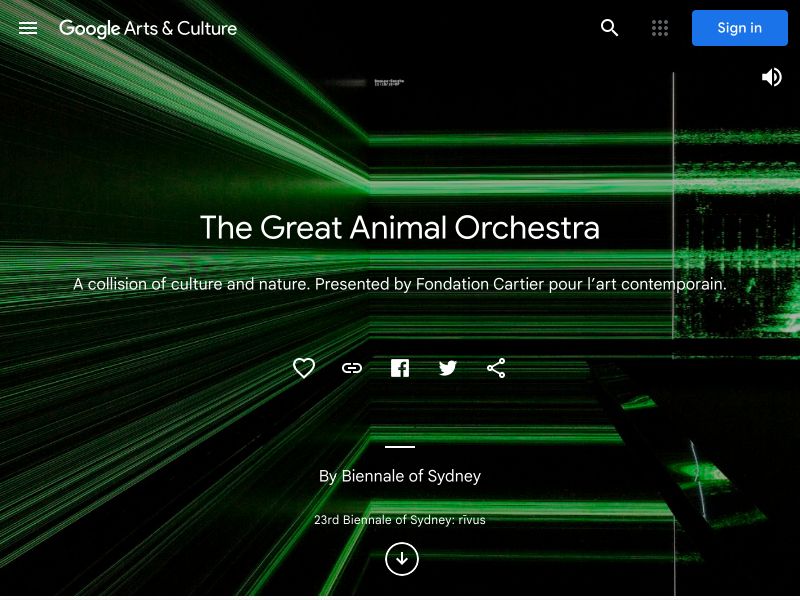 Google Arts & Culture
Sign in
The Great Animal Orchestra
A collision of culture and nature. Presented by Fondation Cartier pour l’art contemporain.
By Biennale of Sydney
23rd Biennale of Sydney: rīvus